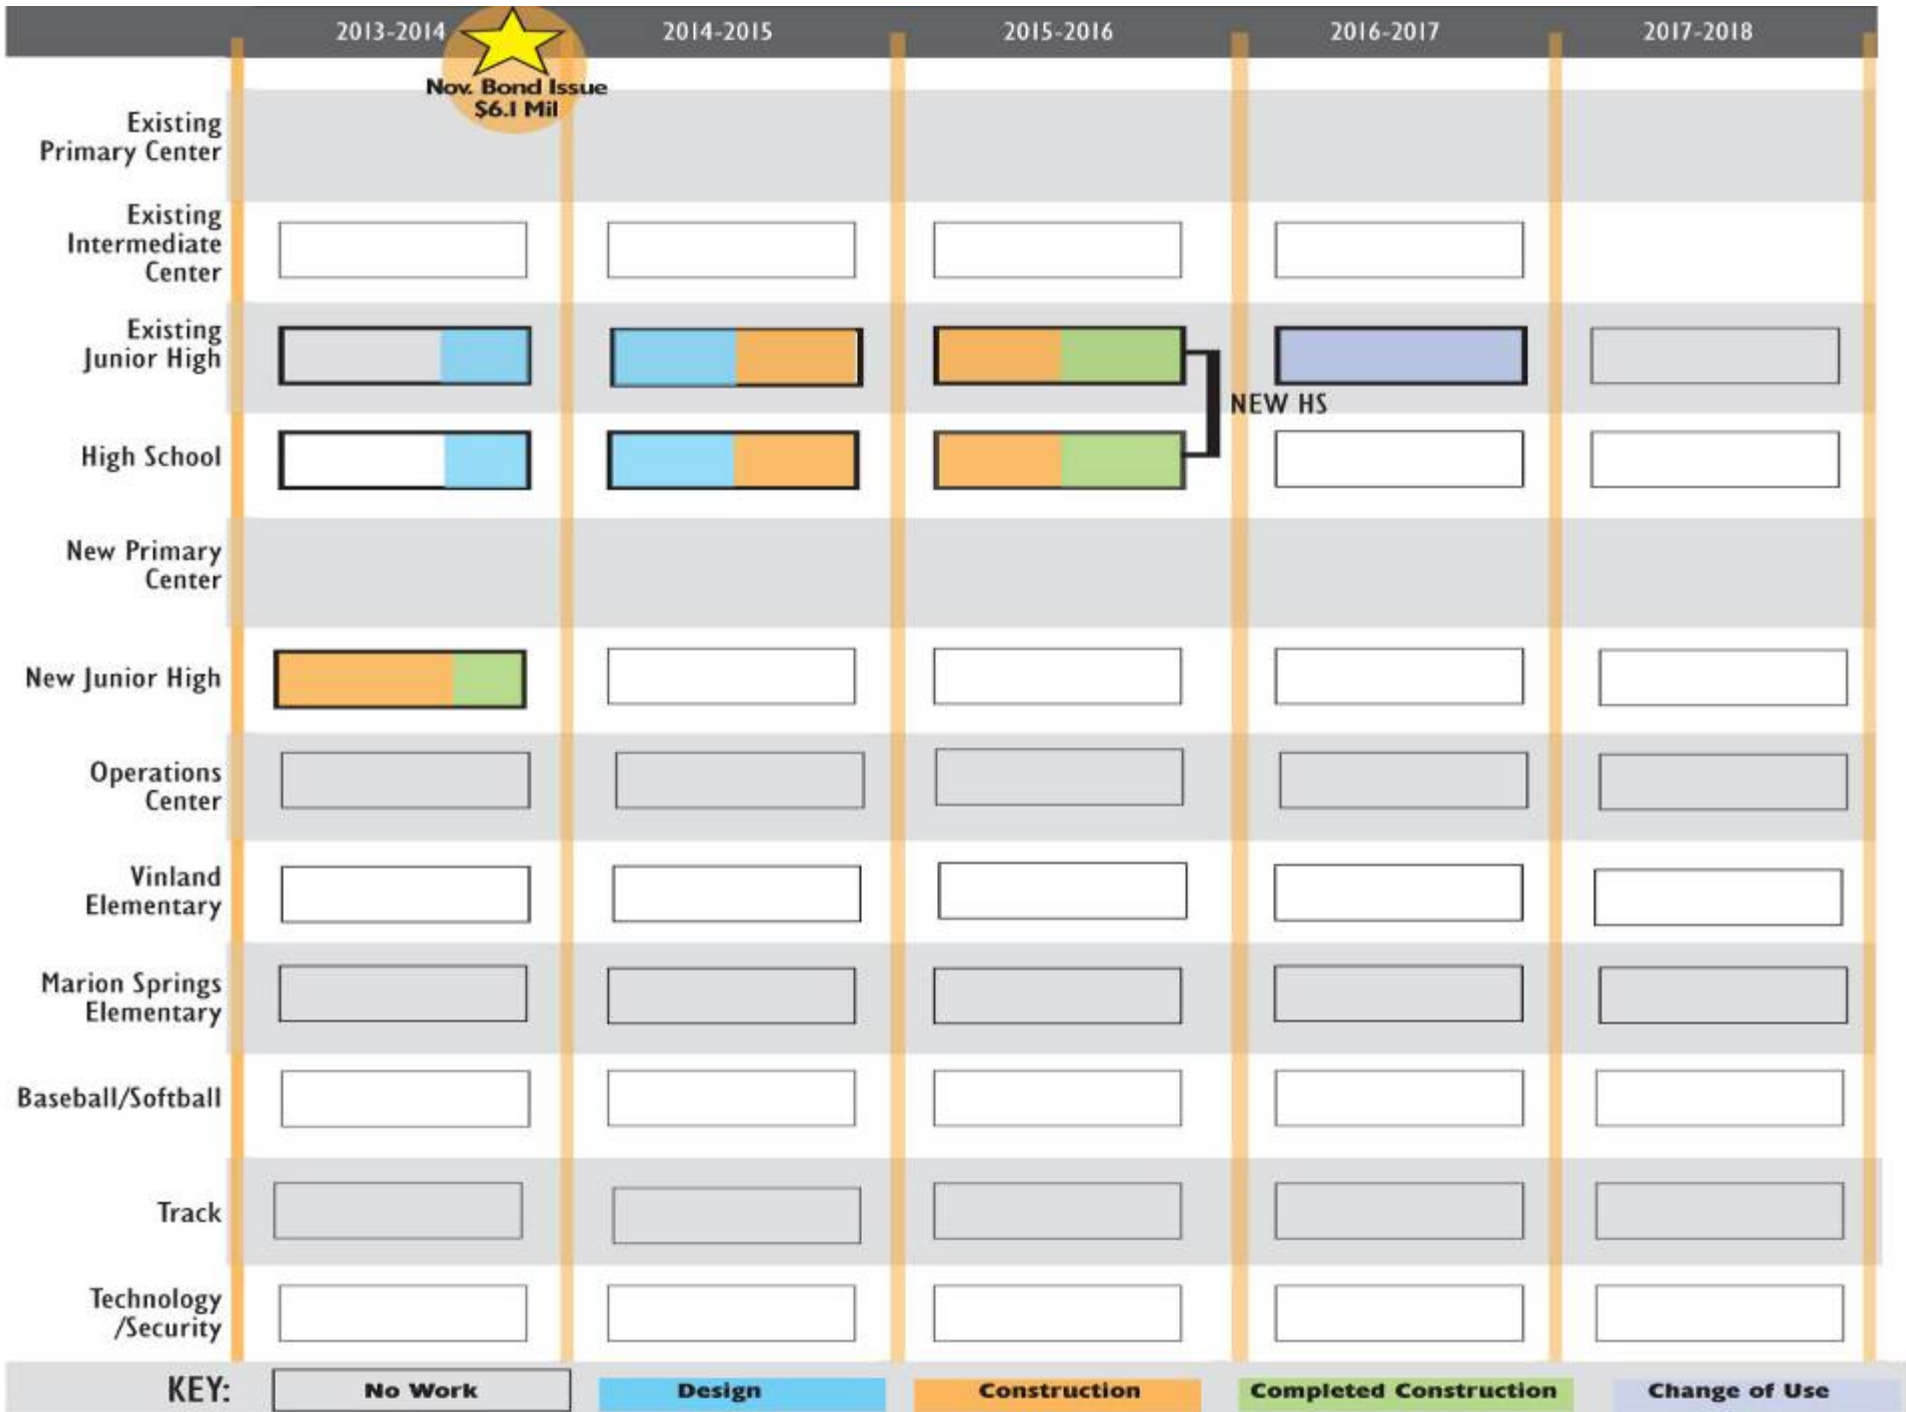 2013-2014
2014-2015
2015-2016
2016-2017
2017-2018
Nov. Bond Issue
$6.1 Mil
Existing
Primary Center
Existing
Intermediate
Center
Existing
Junior High
NEW HS
High School
New Primary
Center
New Junior High
Operations
Center
Vinland
Elementary
Marion Springs
Elementary
Baseball/Softball
Track
Technology
/Security
KEY:
No Work
Design
Construction
Completed Construction
Change of Use